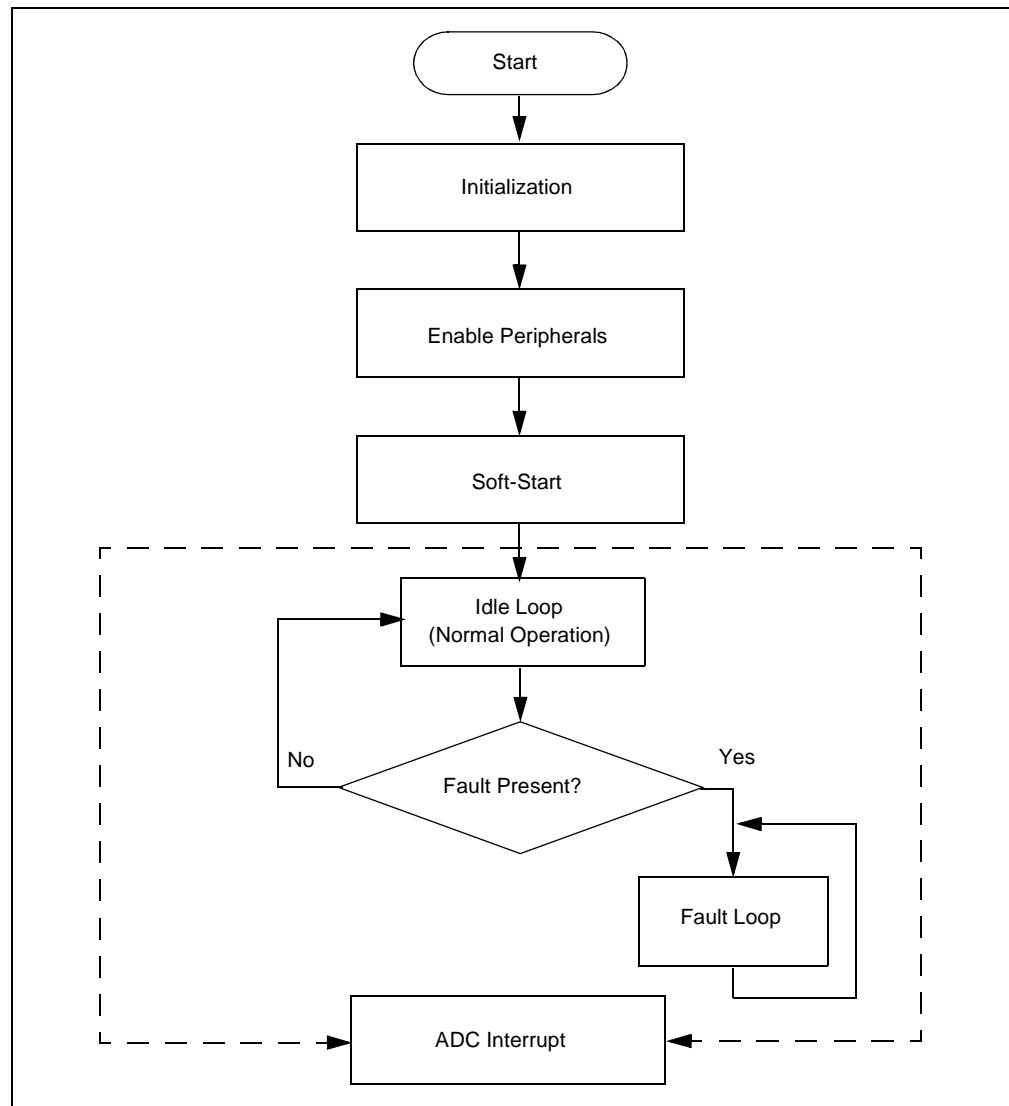 Start
Initialization
Enable Peripherals
Soft-Start
Idle Loop
(Normal Operation)
No
Yes
Fault Present?
Fault Loop
ADC Interrupt